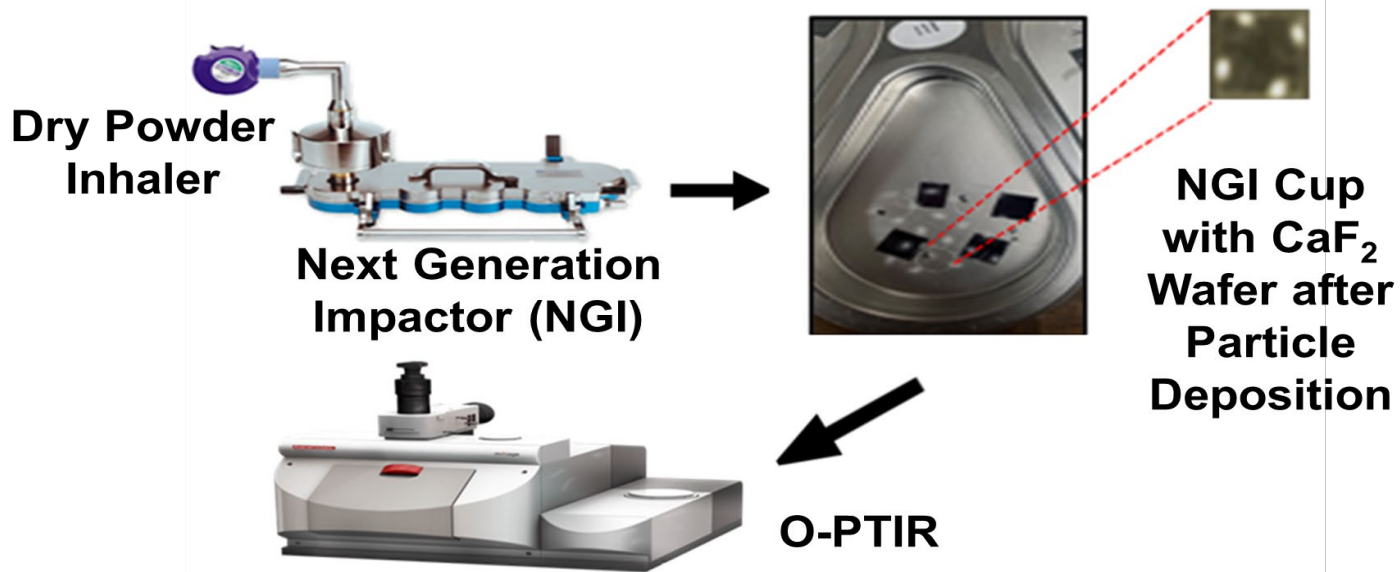 Dry Powder
Inhaler
Next Generation
Impactor (NGI)
NGI Cup
with CaF₂
Wafer after
Particle
Deposition
O-PTIR